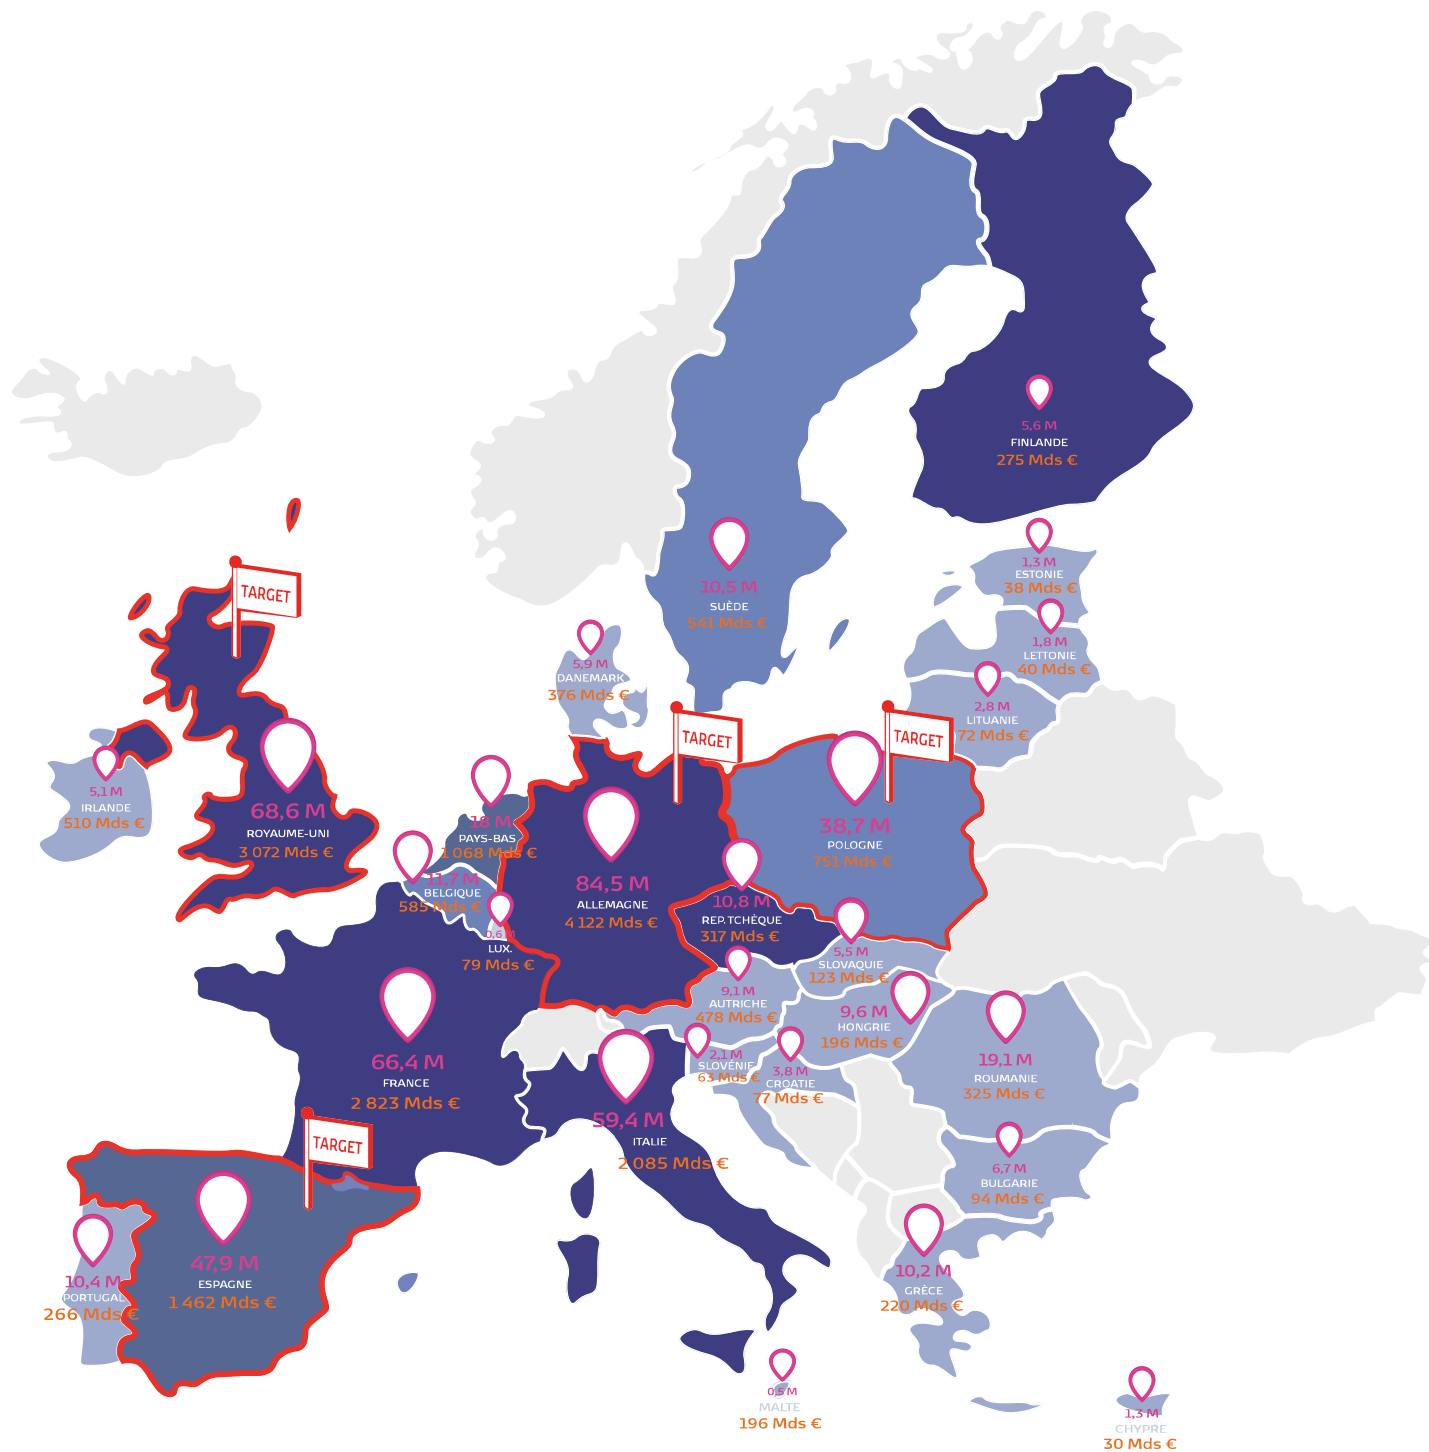 5,6 M
FINLANDE
275 Mds €
1,3 M
ESTONIE
38 Mds €
10,5 M
SUÈDE
541 Mds €
TARGET
1,8 M
LETTONIE
40 Mds €
5,9 M
DANEMARK
376 Mds €
2,8 M
LITUANIE
72 Mds €
TARGET
TARGET
5,1 M
IRLANDE
510 Mds €
68,6 M
ROYAUME-UNI
3 072 Mds €
18 M
PAYS-BAS
1 068 Mds €
38,7 M
POLOGNE
751 Mds €
11,7 M
BELGIQUE
585 Mds €
84,5 M
ALLEMAGNE
4 122 Mds €
10,8 M
REP. TCHÈQUE
317 Mds €
0,6 M
LUX.
79 Mds €
5,5 M
SLOVAQUIE
123 Mds €
9,1 M
AUTRICHE
478 Mds €
9,6 M
HONGRIE
196 Mds €
66,4 M
FRANCE
2 823 Mds €
2,1 M
SLOVÉNIE
63 Mds €
3,8 M
CROATIE
77 Mds €
19,1 M
ROUMANIE
325 Mds €
59,4 M
ITALIE
2 085 Mds €
TARGET
6,7 M
BULGARIE
94 Mds €
47,9 M
ESPAGNE
1 462 Mds €
10,4 M
PORTUGAL
266 Mds €
10,2 M
GRÈCE
220 Mds €
0,5 M
MALTE
196 Mds €
1,3 M
CHYPRE
30 Mds €